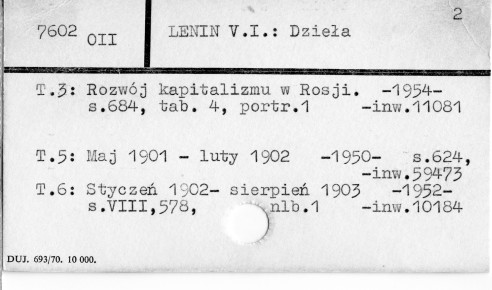 2
7602 OII LENIN V.I.: Dzieła
T.3: Rozwój kapitalizmu w Rosji. -1954-
s.684, tab. 4, portr.1 -inw.11081
T.5: Maj 1901 - luty 1902 -1950- s.624,
-inw.59473
T.6: Styczeń 1902- sierpień 1903 -1952-
s.VIII,578, nlb.1 -inw.10184
DUJ. 693/70. 10 000.